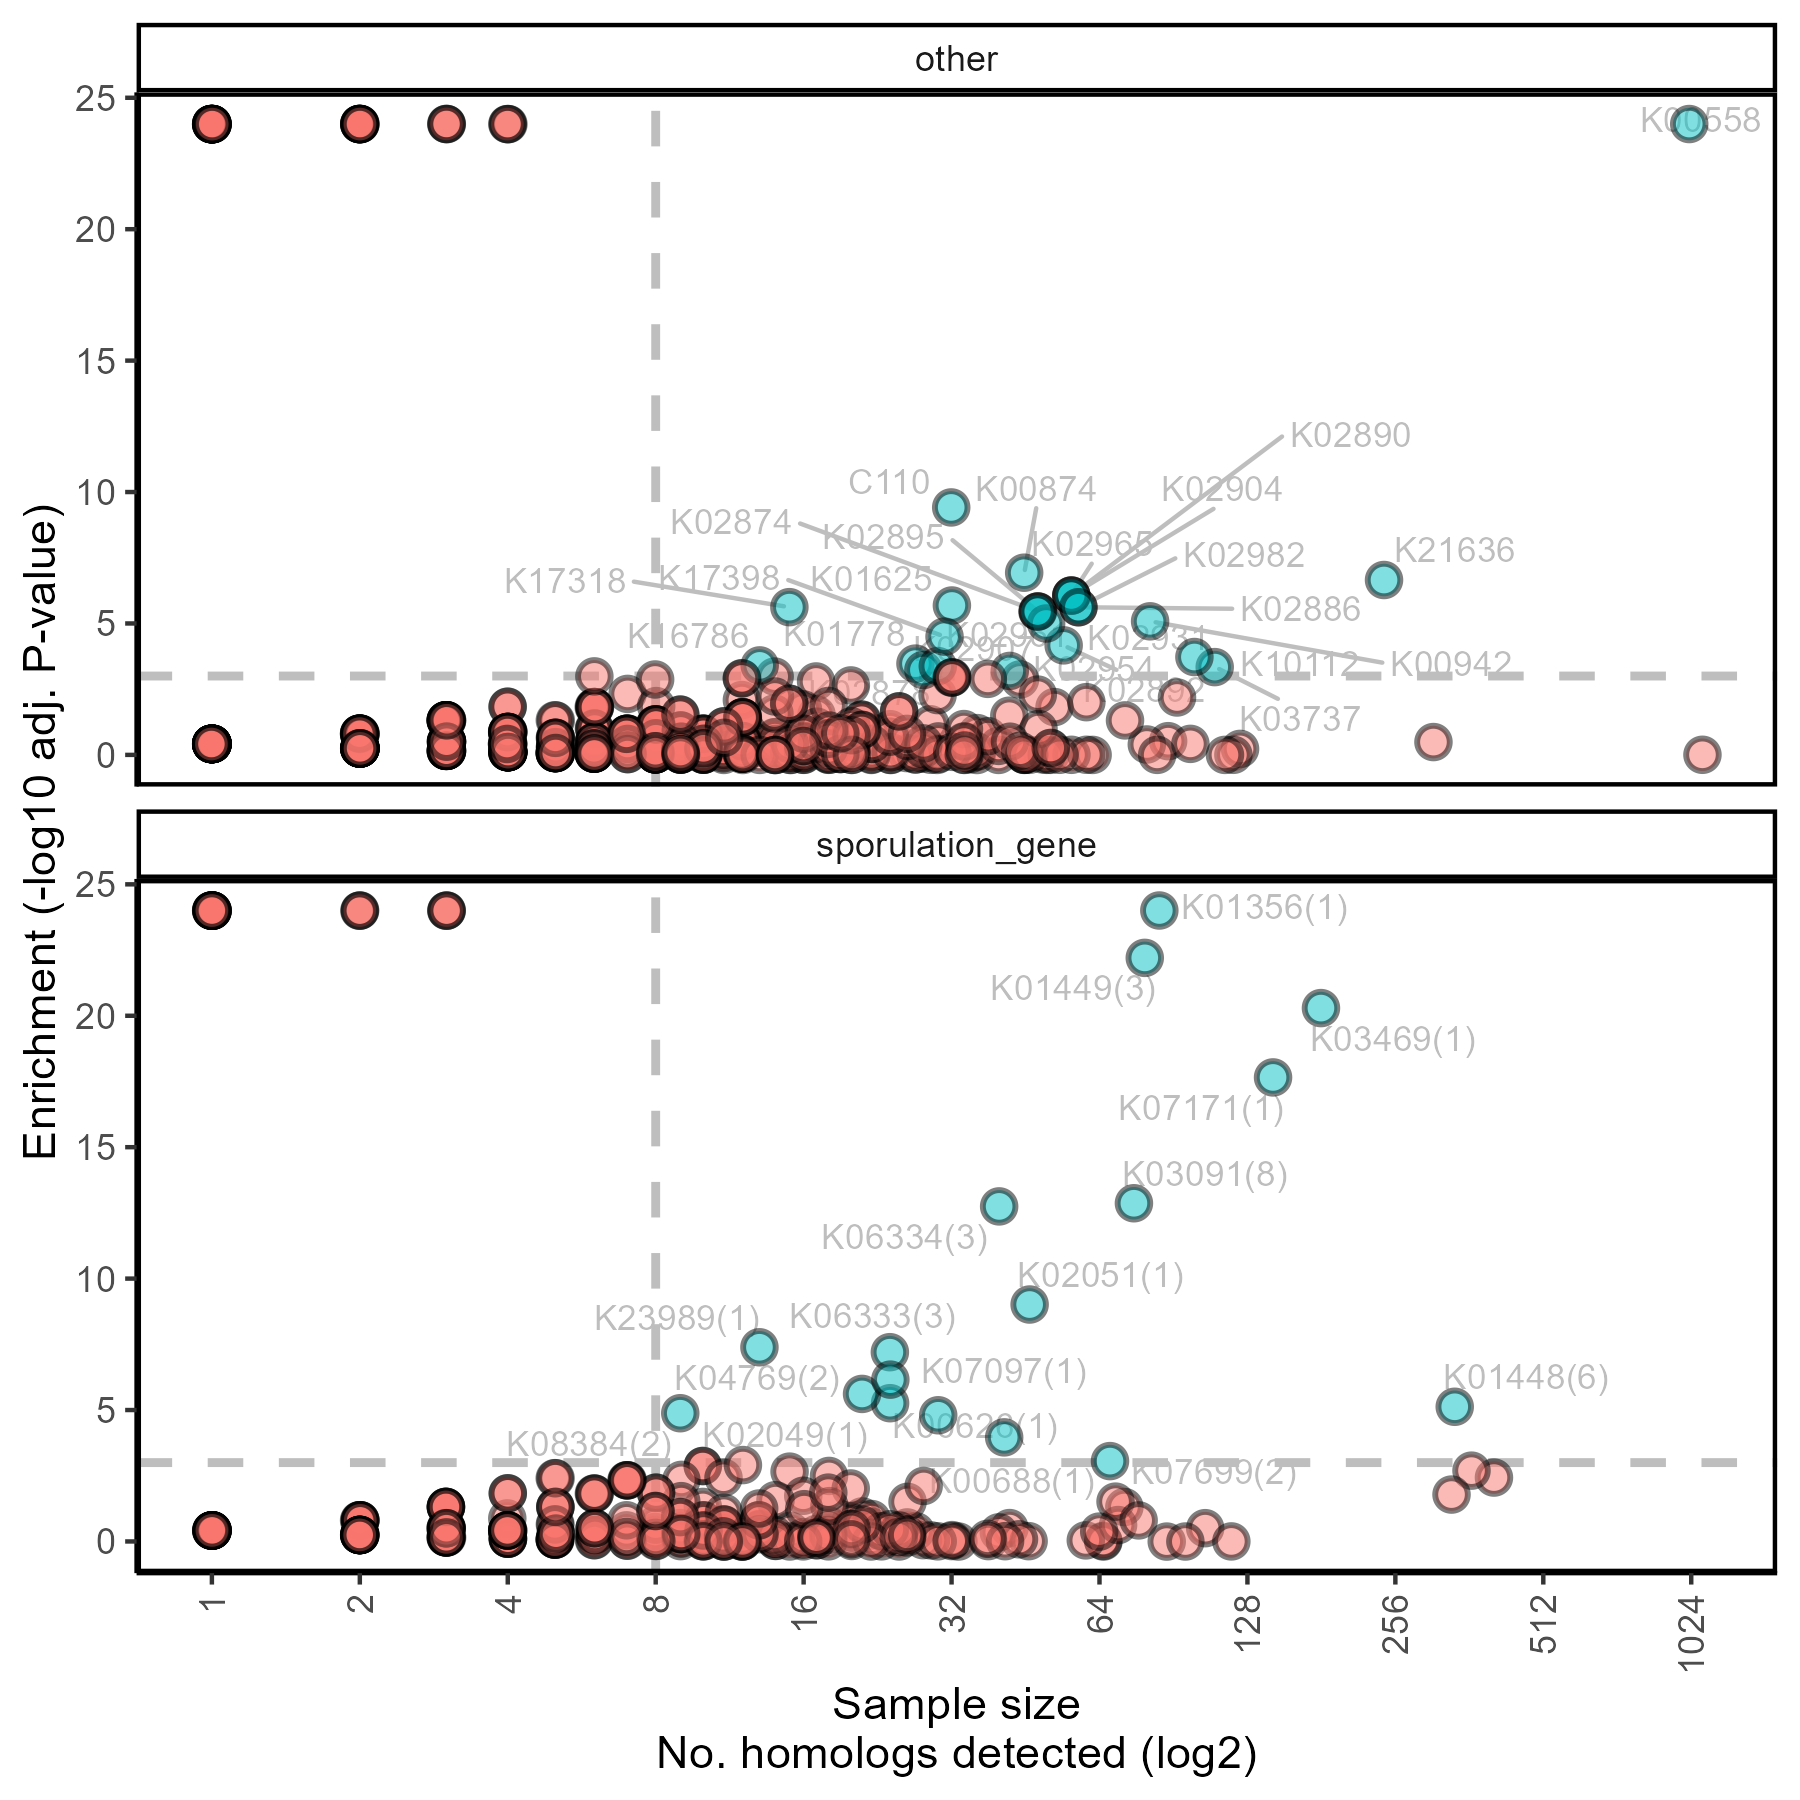 other
25
20
15
10
5
0
K00558
K02890
C110
K00874
K02904
K02874
K02895
K02965
K02982
K21636
K17318
K17398
K01625
K02886
K16786
K01778
K02931
K10112
K00942
K02954
K02892
K03737
sporulation_gene
25
20
15
10
5
0
K01356(1)
K01449(3)
K03469(1)
K07171(1)
K03091(8)
K06334(3)
K02051(1)
K23989(1)
K06333(3)
K04769(2)
K07097(1)
K01448(6)
K02049(1)
K08384(2)
K00688(1)
K07699(2)
1
2
4
8
16
32
64
128
256
512
1024
Sample size
No. homologs detected (log2)
Enrichment (-log10 adj. P-value)